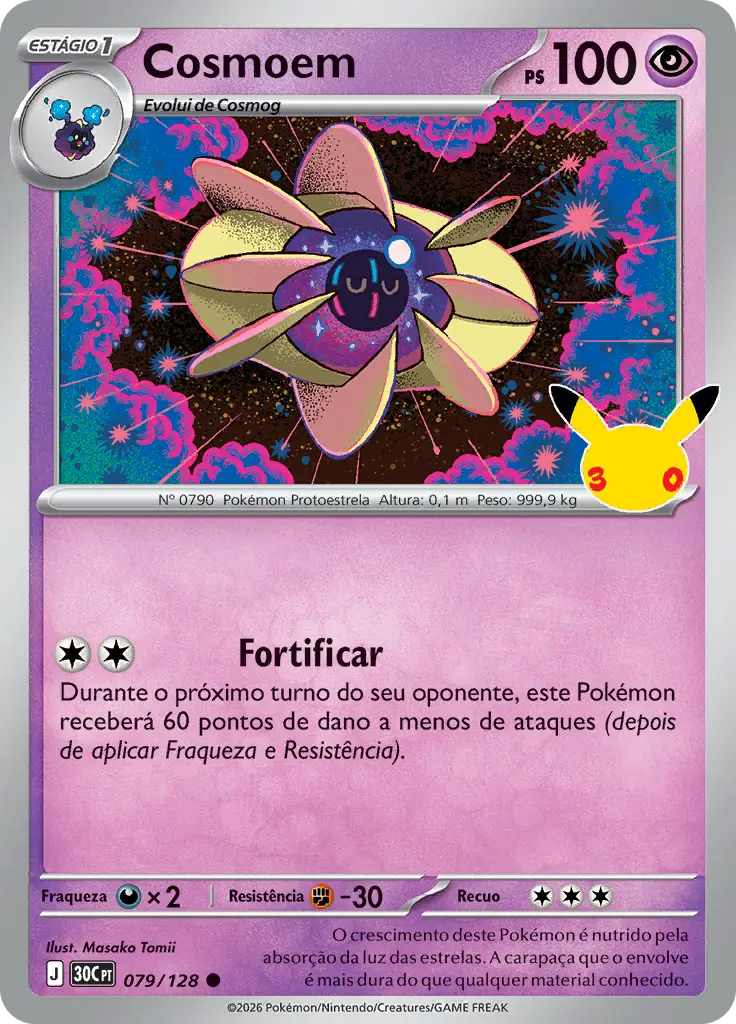 ESTÁGIO 1
Cosmoem
PS 100
Evolui de Cosmog
30
Nº 0790 Pokémon Protoestrela Altura: 0,1 m Peso: 999,9 kg
Fortificar
Durante o próximo turno do seu oponente, este Pokémon
receberá 60 pontos de dano a menos de ataques (depois
de aplicar Fraqueza e Resistência).
Fraqueza ×2 Resistência -30 Recuo
Ilust. Masako Tomii
J 30C PT 079/128
O crescimento deste Pokémon é nutrido pela
absorção da luz das estrelas. A carapaça que o envolve
é mais dura do que qualquer material conhecido.
©2026 Pokémon/Nintendo/Creatures/GAME FREAK